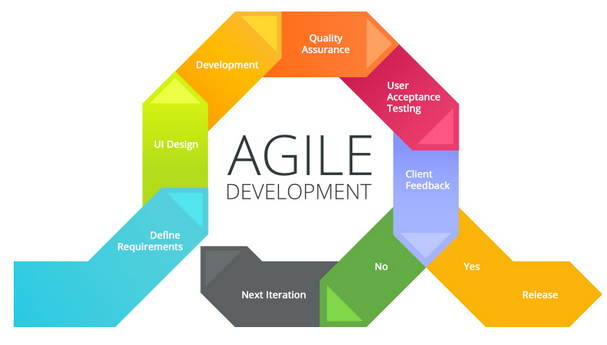 AGILE
DEVELOPMENT
Define
Requirements
UI Design
Development
Quality
Assurance
User
Acceptance
Testing
Client
Feedback
No
Next Iteration
Yes
Release